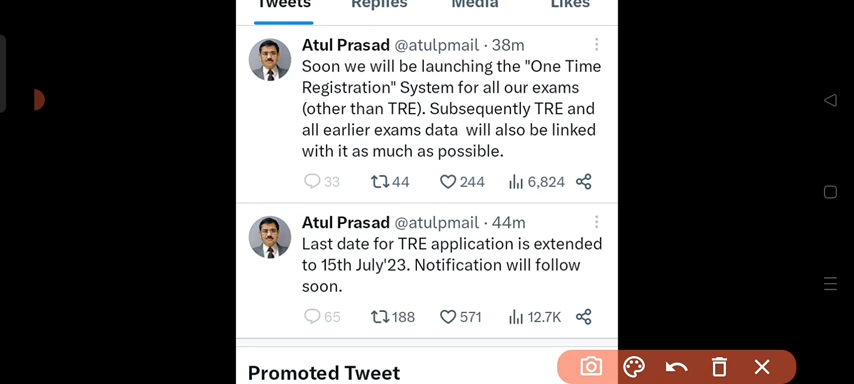 Tweets Replies Media Likes
Atul Prasad @atulpmail · 38m
Soon we will be launching the "One Time
Registration" System for all our exams
(other than TRE). Subsequently TRE and
all earlier exams data will also be linked
with it as much as possible.
33 44 244 6,824
Atul Prasad @atulpmail · 44m
Last date for TRE application is extended
to 15th July'23. Notification will follow
soon.
65 188 571 12.7K
Promoted Tweet